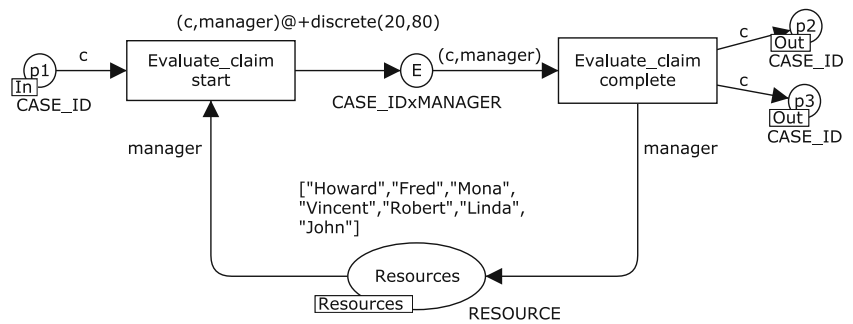 (c,manager)@+discrete(20,80)
p1
In
CASE_ID
c
Evaluate_claim
start
E
CASE_IDxMANAGER
(c,manager)
Evaluate_claim
complete
c
p2
Out
CASE_ID
c
p3
Out
CASE_ID
manager
manager
["Howard","Fred","Mona",
"Vincent","Robert","Linda",
"John"]
Resources
Resources
RESOURCE